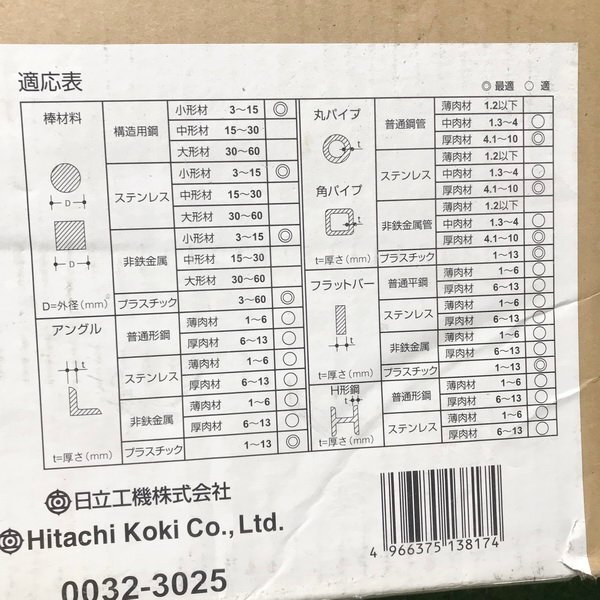 適応表
◎ 最適 ○ 適
棒材料
D
D
D=外径(mm)
構造用鋼 小形材 3〜15 ◎
中形材 15〜30
大形材 30〜60
ステンレス 小形材 3〜15 ◎
中形材 15〜30
大形材 30〜60
非鉄金属 小形材 3〜15 ◎
中形材 15〜30
大形材 30〜60
プラスチック 3〜60 ◎
アングル
t
t=厚さ(mm)
普通形鋼 薄肉材 1〜6 ○
厚肉材 6〜13 ○
ステンレス 薄肉材 1〜6 ○
厚肉材 6〜13 ○
非鉄金属 薄肉材 1〜6 ○
厚肉材 6〜13 ○
プラスチック 1〜13 ◎
丸パイプ
t
角パイプ
t
t=厚さ(mm)
普通鋼管 薄肉材 1.2以下
中肉材 1.3〜4 ○
厚肉材 4.1〜10 ◎
ステンレス 薄肉材 1.2以下
中肉材 1.3〜4 ○
厚肉材 4.1〜10 ◎
非鉄金属管 薄肉材 1.2以下
中肉材 1.3〜4 ○
厚肉材 4.1〜10 ◎
プラスチック 1〜13 ◎
フラットバー
t
t=厚さ(mm)
普通平鋼 薄肉材 1〜6 ○
厚肉材 6〜13 ○
ステンレス 薄肉材 1〜6 ○
厚肉材 6〜13 ○
非鉄金属 薄肉材 1〜6 ○
厚肉材 6〜13 ○
プラスチック 1〜13 ◎
H形鋼
t
t
t=厚さ(mm)
普通形鋼 薄肉材 1〜6 ○
厚肉材 6〜13 ○
ステンレス 薄肉材 1〜6 ○
厚肉材 6〜13 ○
日立工機株式会社
Hitachi Koki Co., Ltd.
0032-3025
4 966375 138174